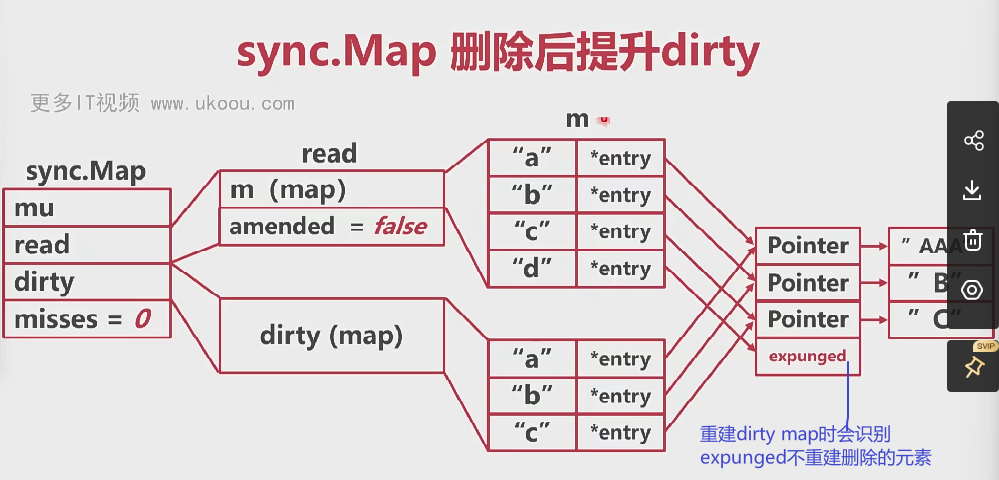 sync.Map 删除后提升dirty
更多IT视频 www.ukoou.com
sync.Map
mu
read
dirty
misses = 0
read
m（map）
amended = false
dirty (map)
m
“a” *entry
“b” *entry
“c” *entry
“d” *entry
“a” *entry
“b” *entry
“c” *entry
Pointer
Pointer
Pointer
expunged
” AAA
” B
” C”
SVIP
重建dirty map时会识别
expunged不重建删除的元素